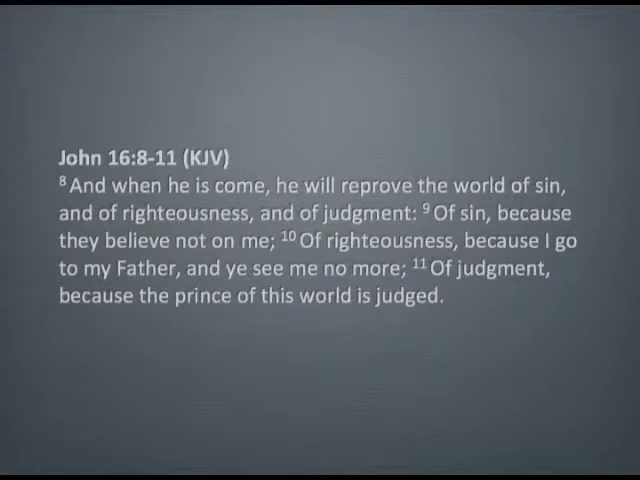 John 16:8-11 (KJV)
8 And when he is come, he will reprove the world of sin,
and of righteousness, and of judgment: 9 Of sin, because
they believe not on me; 10 Of righteousness, because I go
to my Father, and ye see me no more; 11 Of judgment,
because the prince of this world is judged.